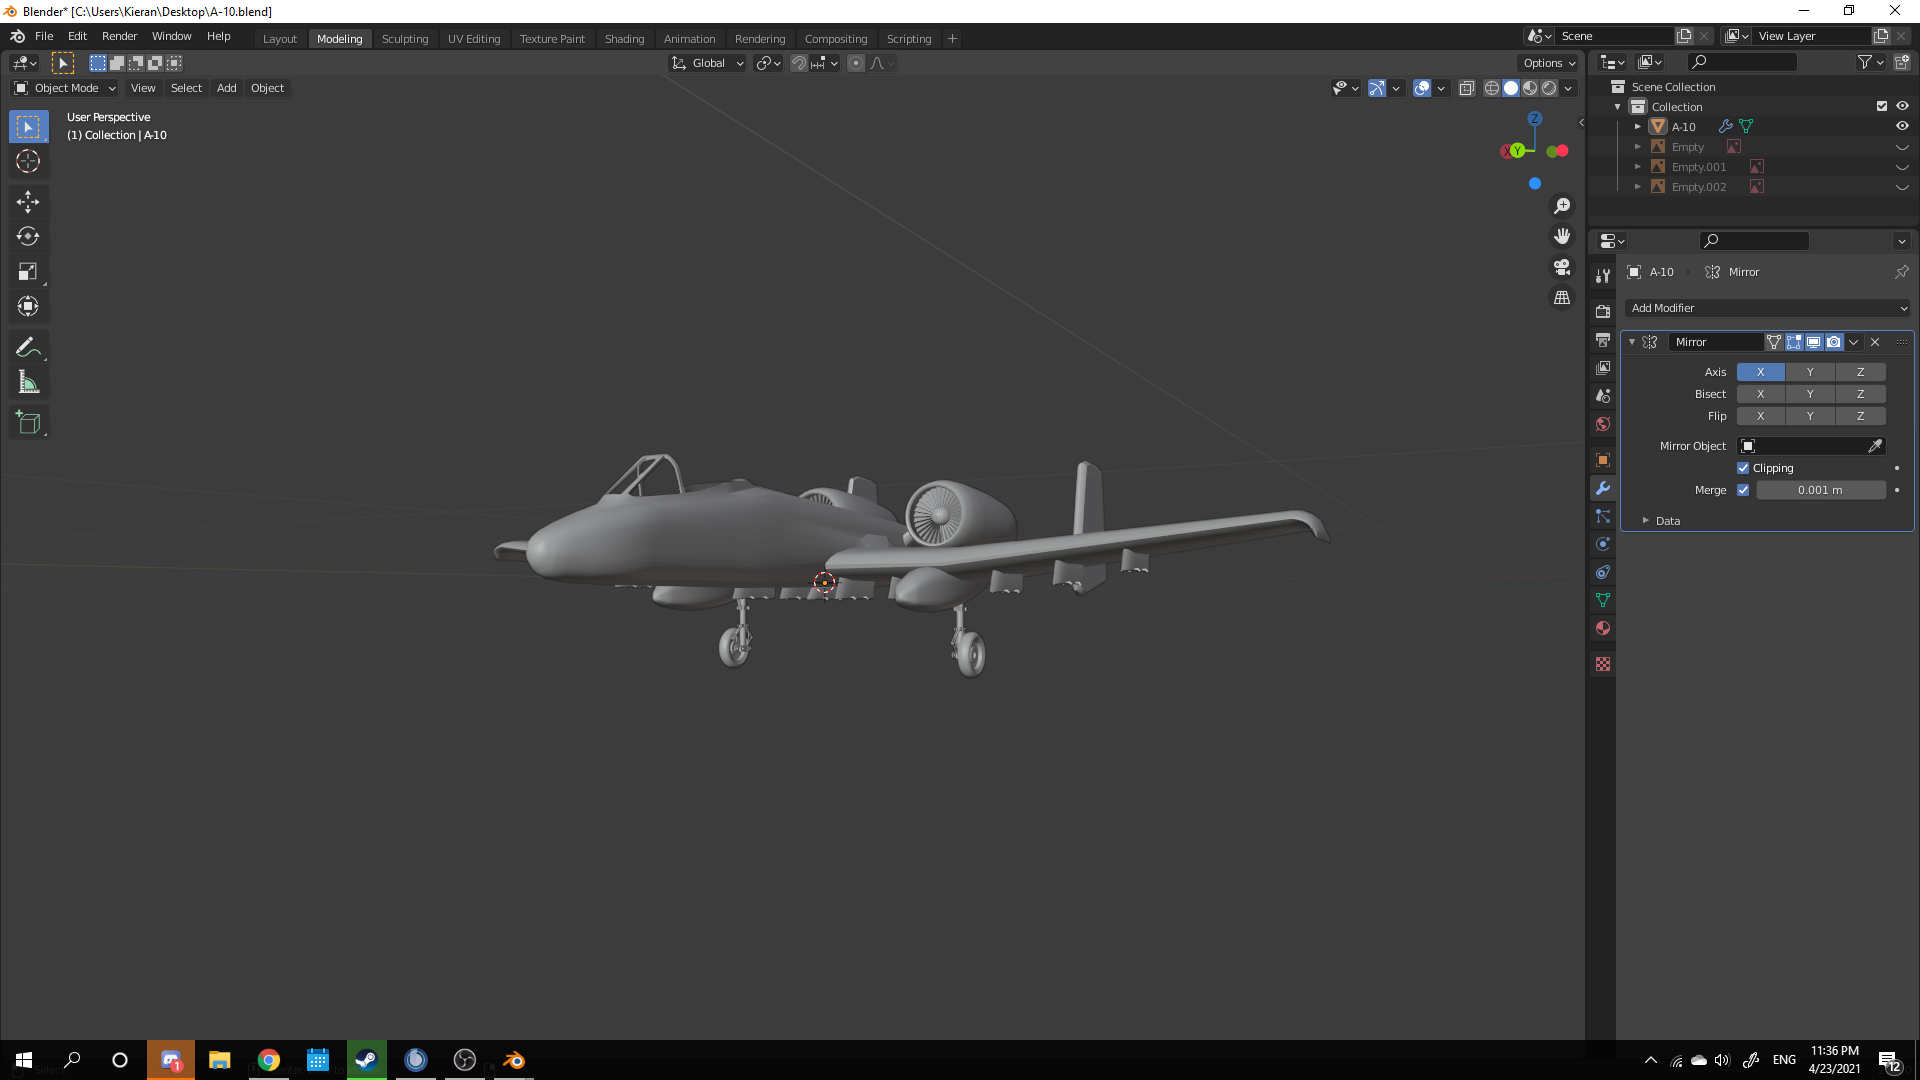 Blender* [C:\Users\Kieran\Desktop\A-10.blend]
File Edit Render Window Help
Layout Modeling Sculpting UV Editing Texture Paint Shading Animation Rendering Compositing Scripting
Scene
View Layer
Global
Options
Object Mode View Select Add Object
User Perspective
(1) Collection | A-10
Z
X Y
Scene Collection
Collection
A-10
Empty
Empty.001
Empty.002
A-10 Mirror
Add Modifier
Mirror
Axis X Y Z
Bisect X Y Z
Flip X Y Z
Mirror Object
Clipping
Merge 0.001 m
Data
Select
1
ENG
11:36 PM
4/23/2021
12